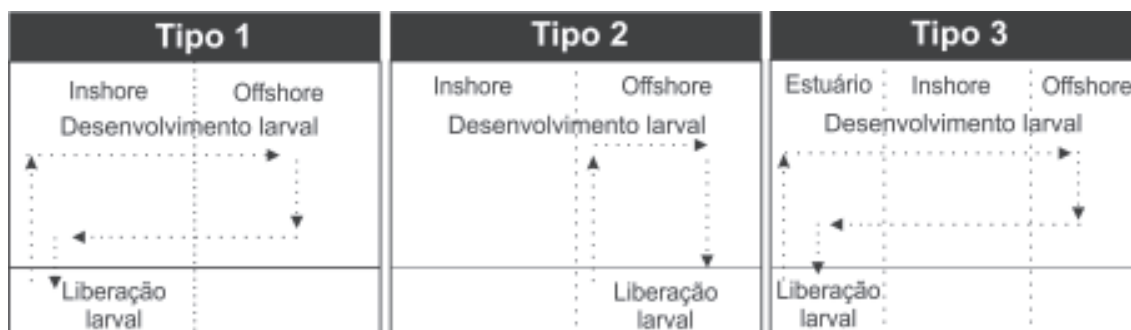 Tipo 1
Inshore
Offshore
Desenvolvimento larval
Liberação
larval
Tipo 2
Inshore
Offshore
Desenvolvimento larval
Liberação
larval
Tipo 3
Estuário
Inshore
Offshore
Desenvolvimento larval
Liberação
larval